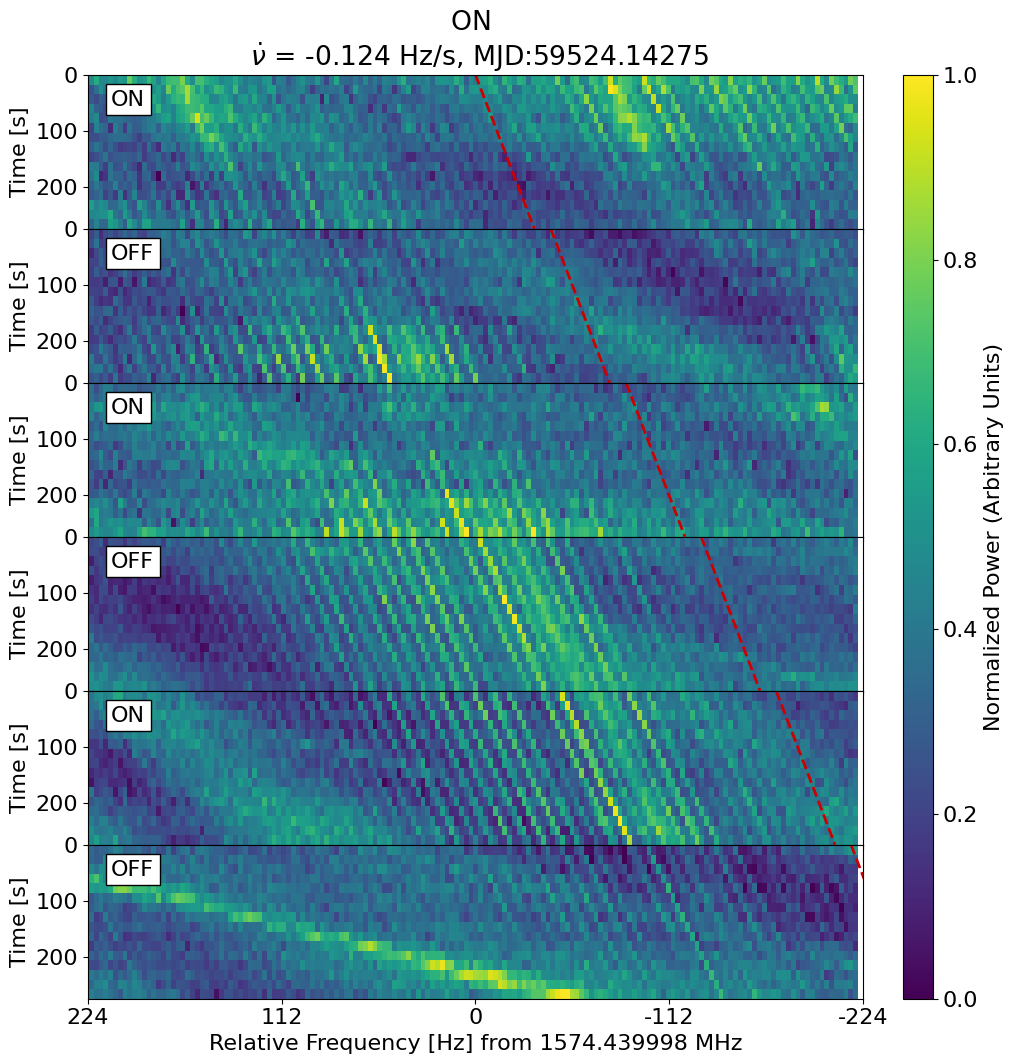 ON
ν̇ = -0.124 Hz/s, MJD:59524.14275
0
ON
100
Time [s]
200
0
OFF
100
Time [s]
200
0
ON
100
Time [s]
200
0
OFF
100
Time [s]
200
0
ON
100
Time [s]
200
0
OFF
100
Time [s]
200
224 112 0 -112 -224
Relative Frequency [Hz] from 1574.439998 MHz
1.0
0.8
0.6
0.4
0.2
0.0
Normalized Power (Arbitrary Units)